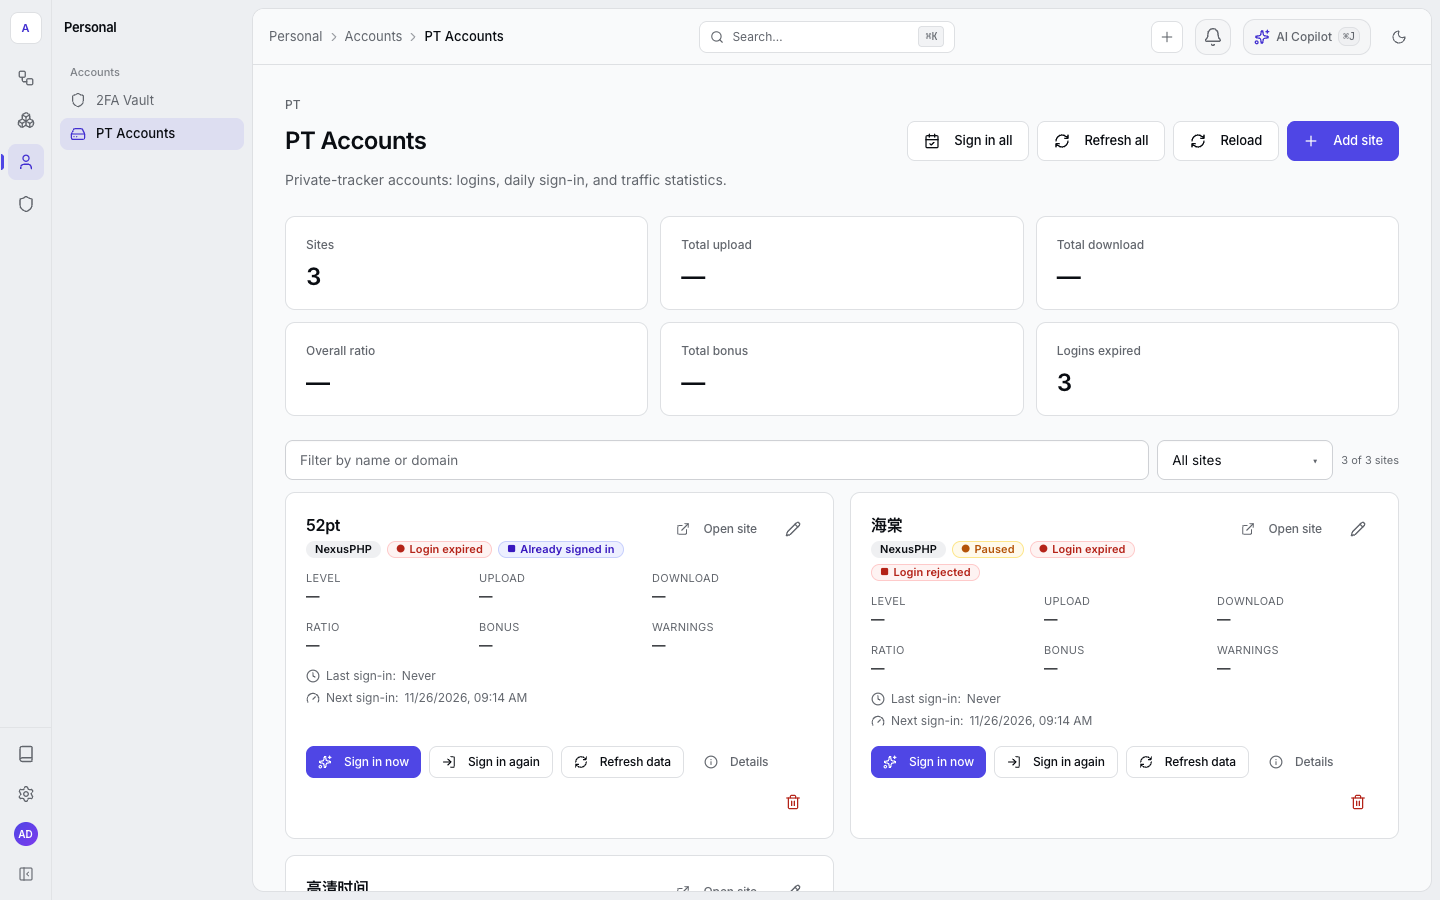 A
Personal
Accounts
2FA Vault
PT Accounts
AD
Personal > Accounts > PT Accounts
Search...
⌘K
AI Copilot ⌘J
PT
PT Accounts
Sign in all
Refresh all
Reload
Add site
Private-tracker accounts: logins, daily sign-in, and traffic statistics.
Sites
3
Total upload
—
Total download
—
Overall ratio
—
Total bonus
—
Logins expired
3
Filter by name or domain
All sites
3 of 3 sites
52pt
Open site
NexusPHP
Login expired
Already signed in
LEVEL
—
UPLOAD
—
DOWNLOAD
—
RATIO
—
BONUS
—
WARNINGS
—
Last sign-in: Never
Next sign-in: 11/26/2026, 09:14 AM
Sign in now
Sign in again
Refresh data
Details
海棠
Open site
NexusPHP
Paused
Login expired
Login rejected
LEVEL
—
UPLOAD
—
DOWNLOAD
—
RATIO
—
BONUS
—
WARNINGS
—
Last sign-in: Never
Next sign-in: 11/26/2026, 09:14 AM
Sign in now
Sign in again
Refresh data
Details
高清时间
Open site